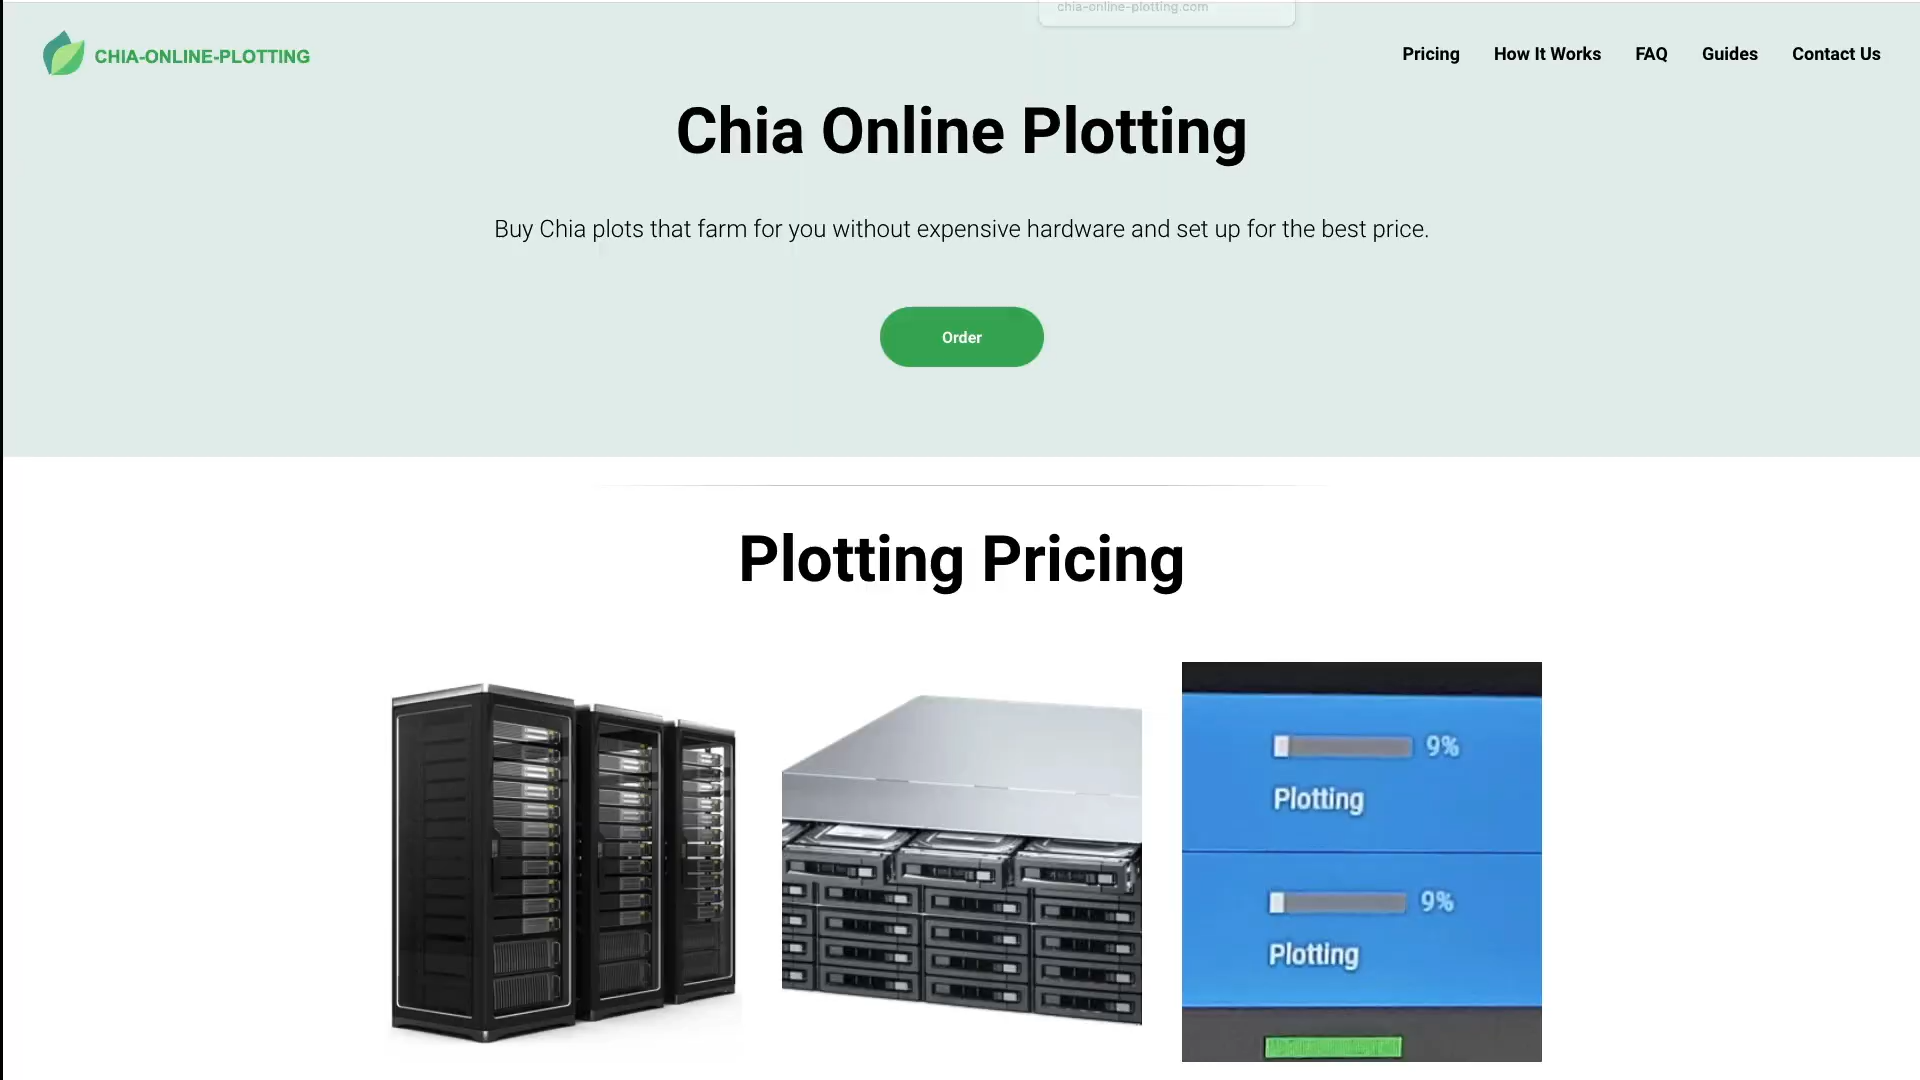 chia-online-plotting.com
CHIA-ONLINE-PLOTTING
Pricing
How It Works
FAQ
Guides
Contact Us
Chia Online Plotting
Buy Chia plots that farm for you without expensive hardware and set up for the best price.
Order
Plotting Pricing
9%
Plotting
9%
Plotting